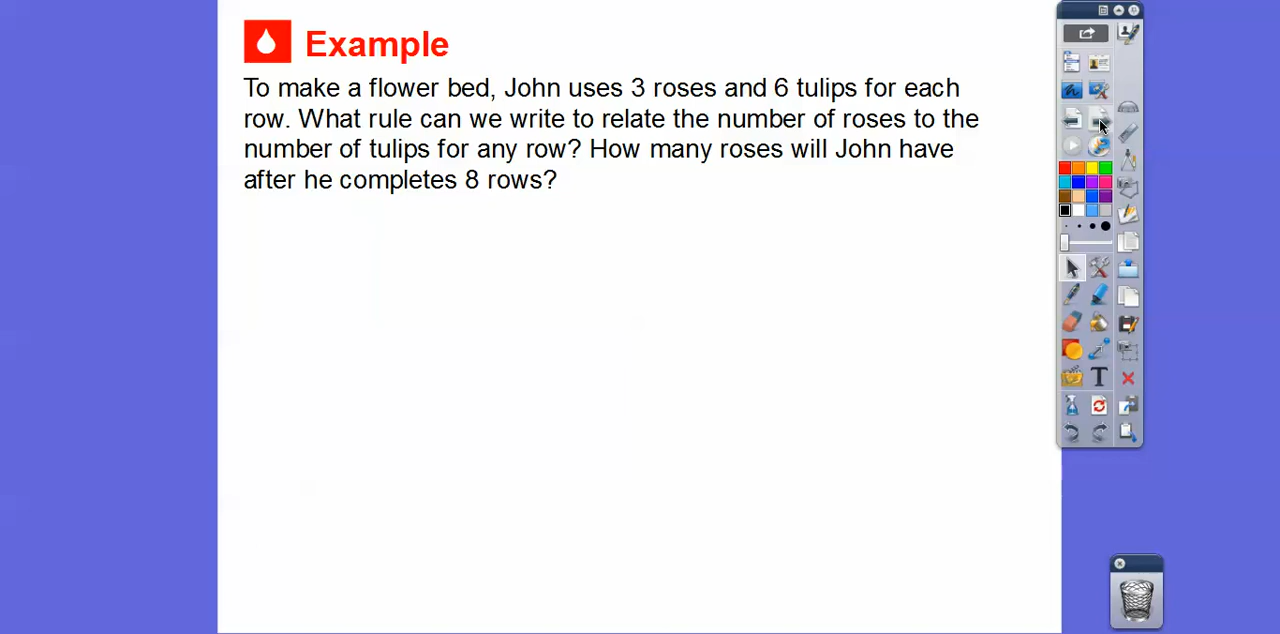 Example
To make a flower bed, John uses 3 roses and 6 tulips for each
row. What rule can we write to relate the number of roses to the
number of tulips for any row? How many roses will John have
after he completes 8 rows?
T